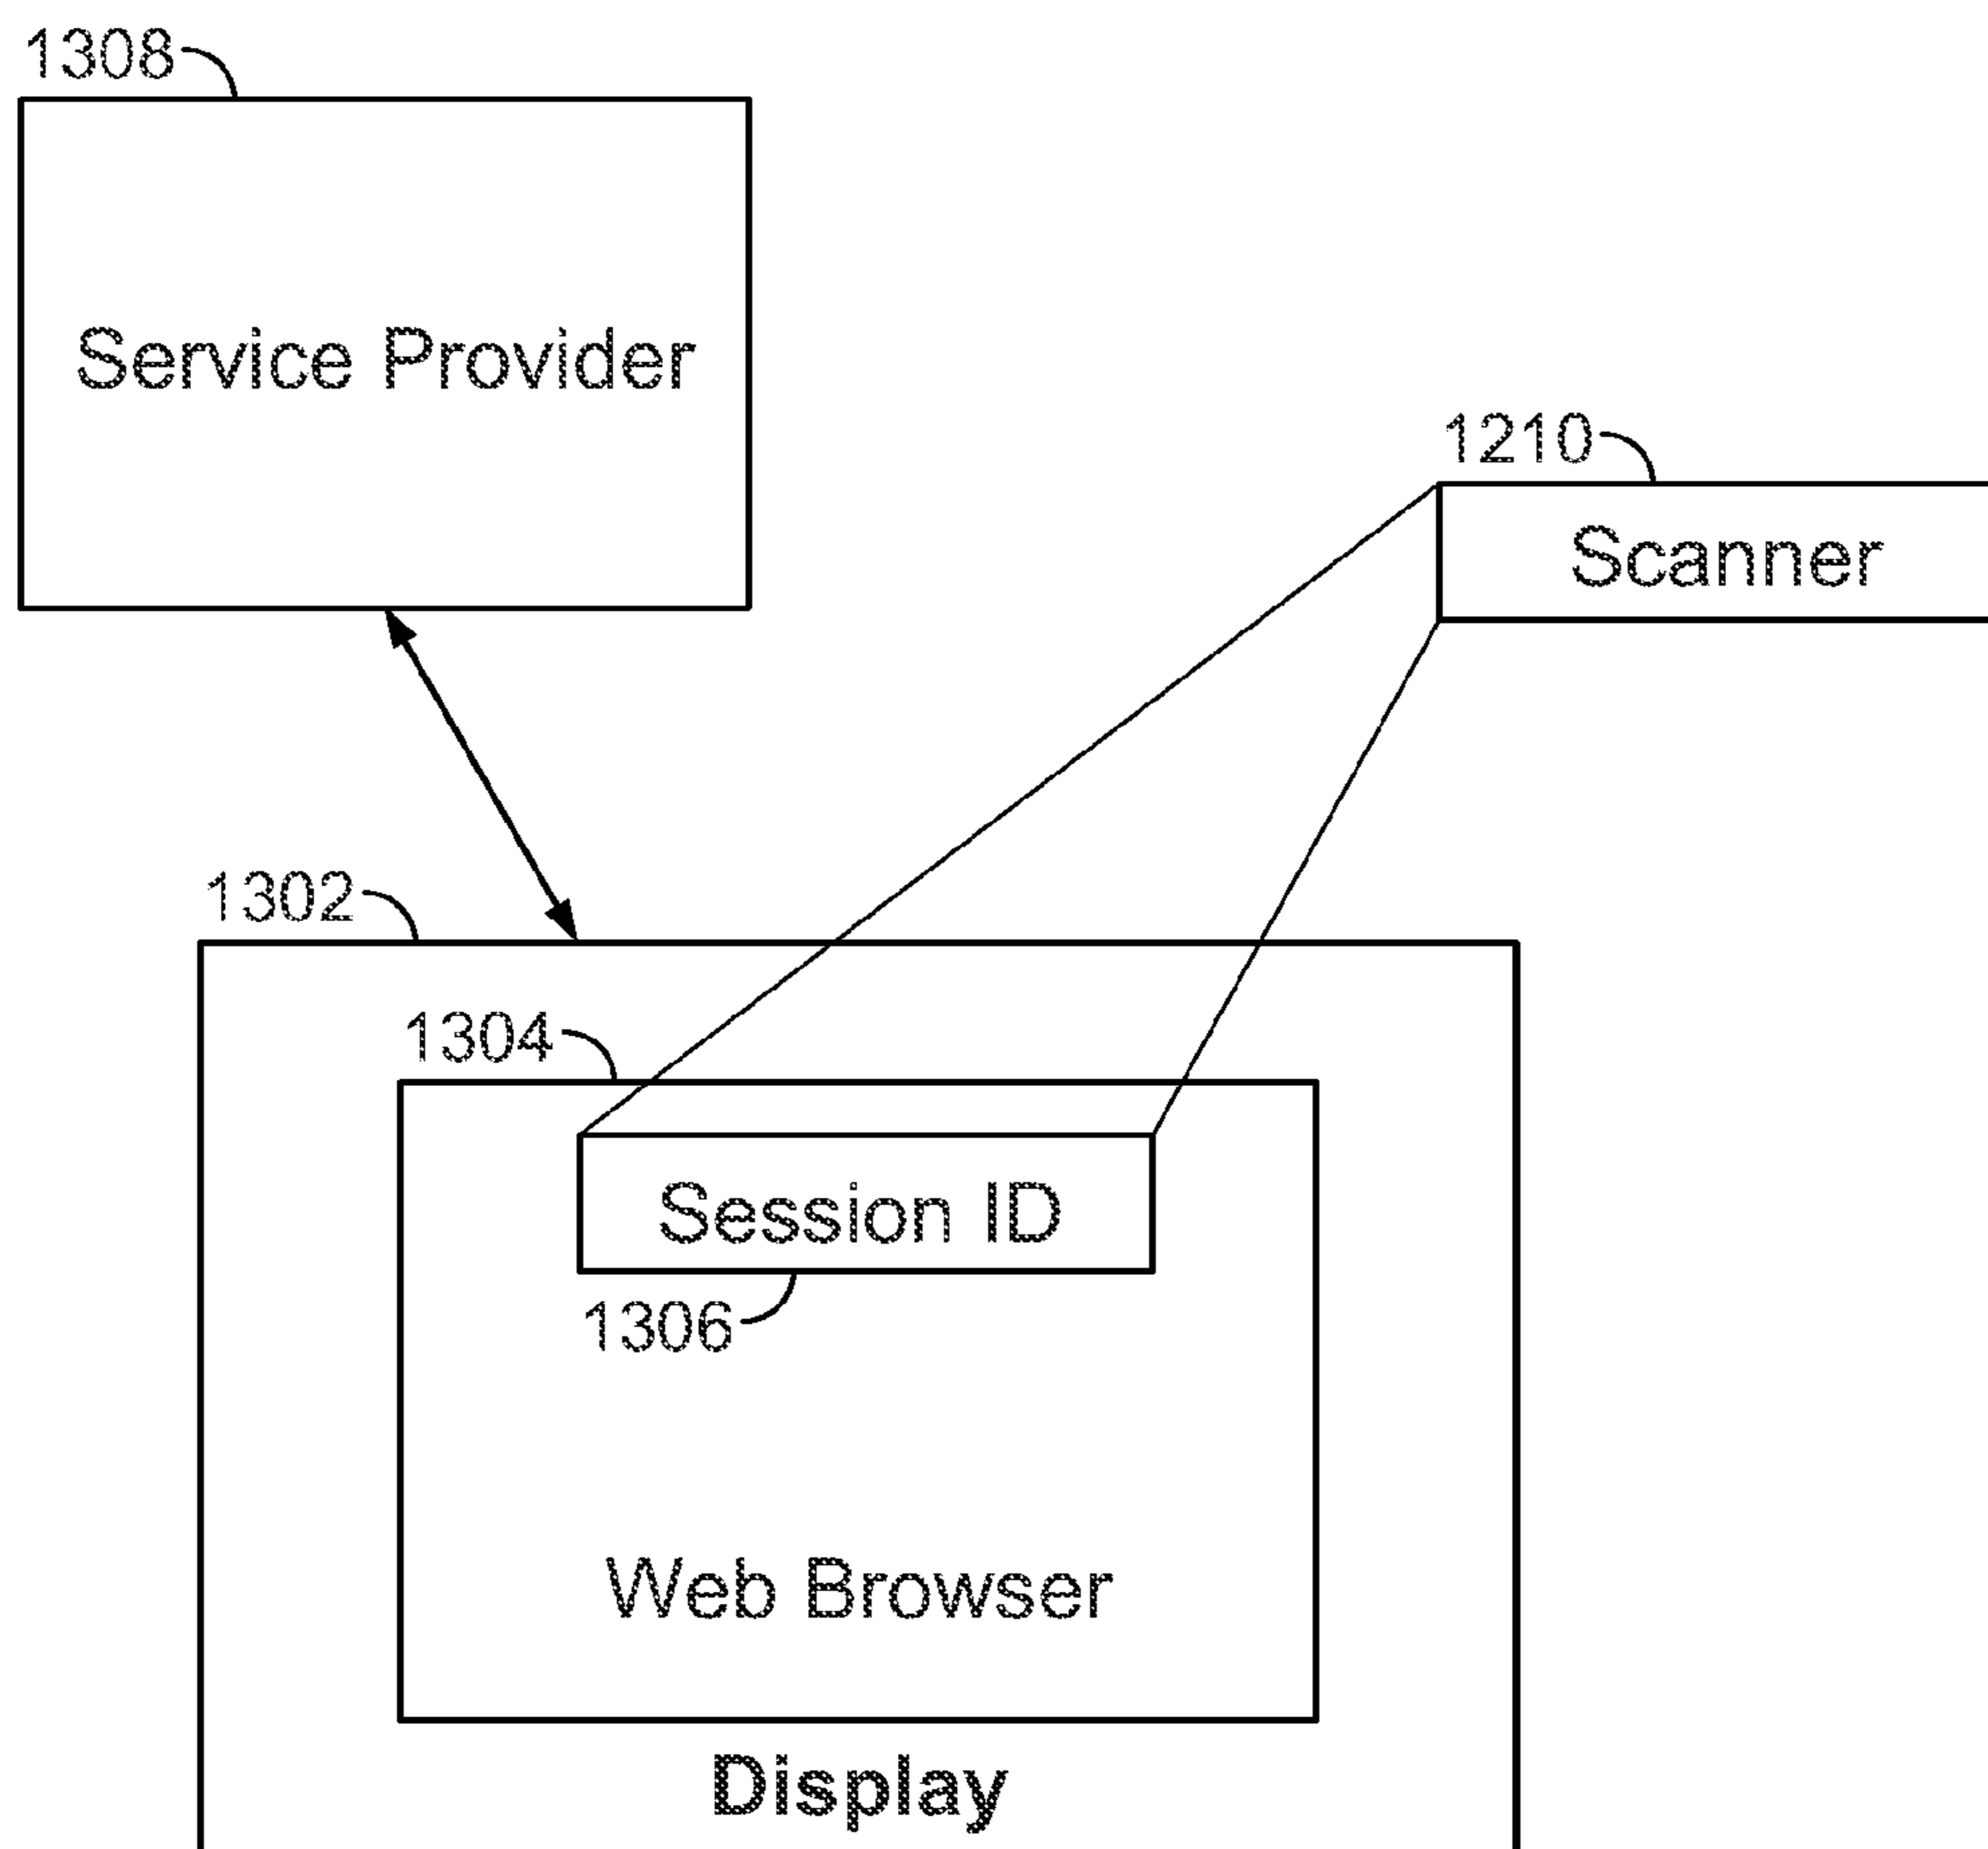 1308
Service Provider
1210
Scanner
1302
1304
Session ID
1306
Web Browser
Display